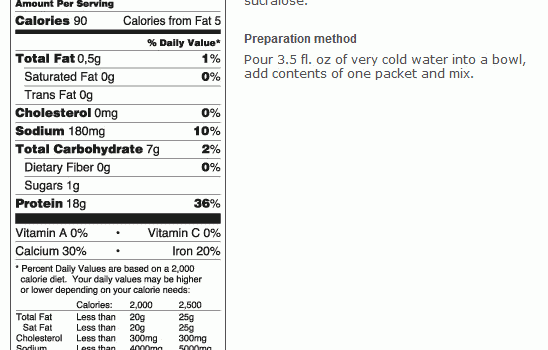 Amount Per Serving
Calories 90 Calories from Fat 5
% Daily Value*
Total Fat 0,5g 1%
Saturated Fat 0g 0%
Trans Fat 0g
Cholesterol 0mg 0%
Sodium 180mg 10%
Total Carbohydrate 7g 2%
Dietary Fiber 0g 0%
Sugars 1g
Protein 18g 36%
Vitamin A 0% • Vitamin C 0%
Calcium 30% • Iron 20%
* Percent Daily Values are based on a 2,000
calorie diet. Your daily values may be higher
or lower depending on your calorie needs:
Calories: 2,000 2,500
Total Fat Less than 20g 25g
Sat Fat Less than 20g 25g
Cholesterol Less than 300mg 300mg
Sodium Less than 4000mg 5000mg
sucralose.
Preparation method
Pour 3.5 fl. oz of very cold water into a bowl,
add contents of one packet and mix.